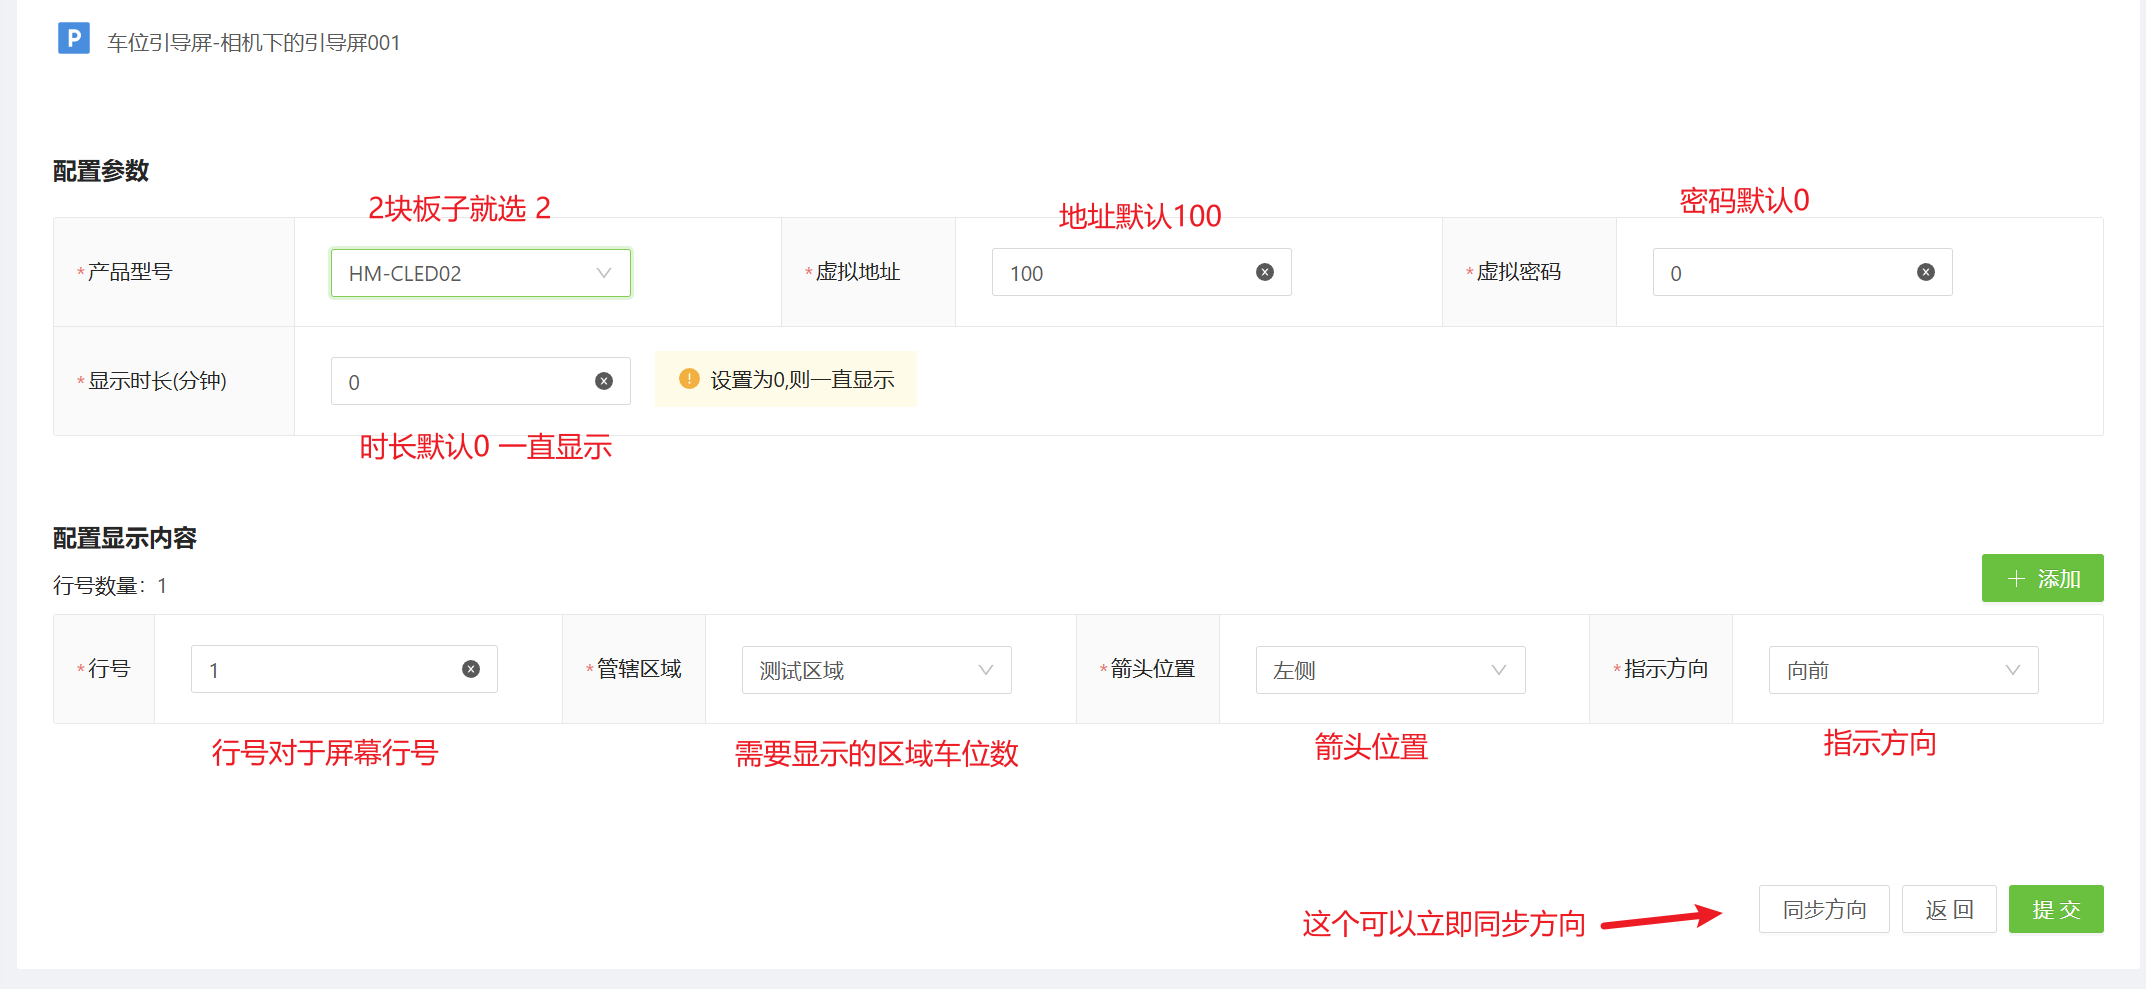 P 车位引导屏-相机下的引导屏001
配置参数
2块板子就选 2
地址默认100
密码默认0
*产品型号 HM-CLED02 *虚拟地址 100 *虚拟密码 0
*显示时长(分钟) 0 设置为0,则一直显示
时长默认0 一直显示
配置显示内容
行号数量：1
+ 添加
*行号 1 *管辖区域 测试区域 *箭头位置 左侧 *指示方向 向前
行号对于屏幕行号 需要显示的区域车位数 箭头位置 指示方向
这个可以立即同步方向 同步方向 返 回 提 交